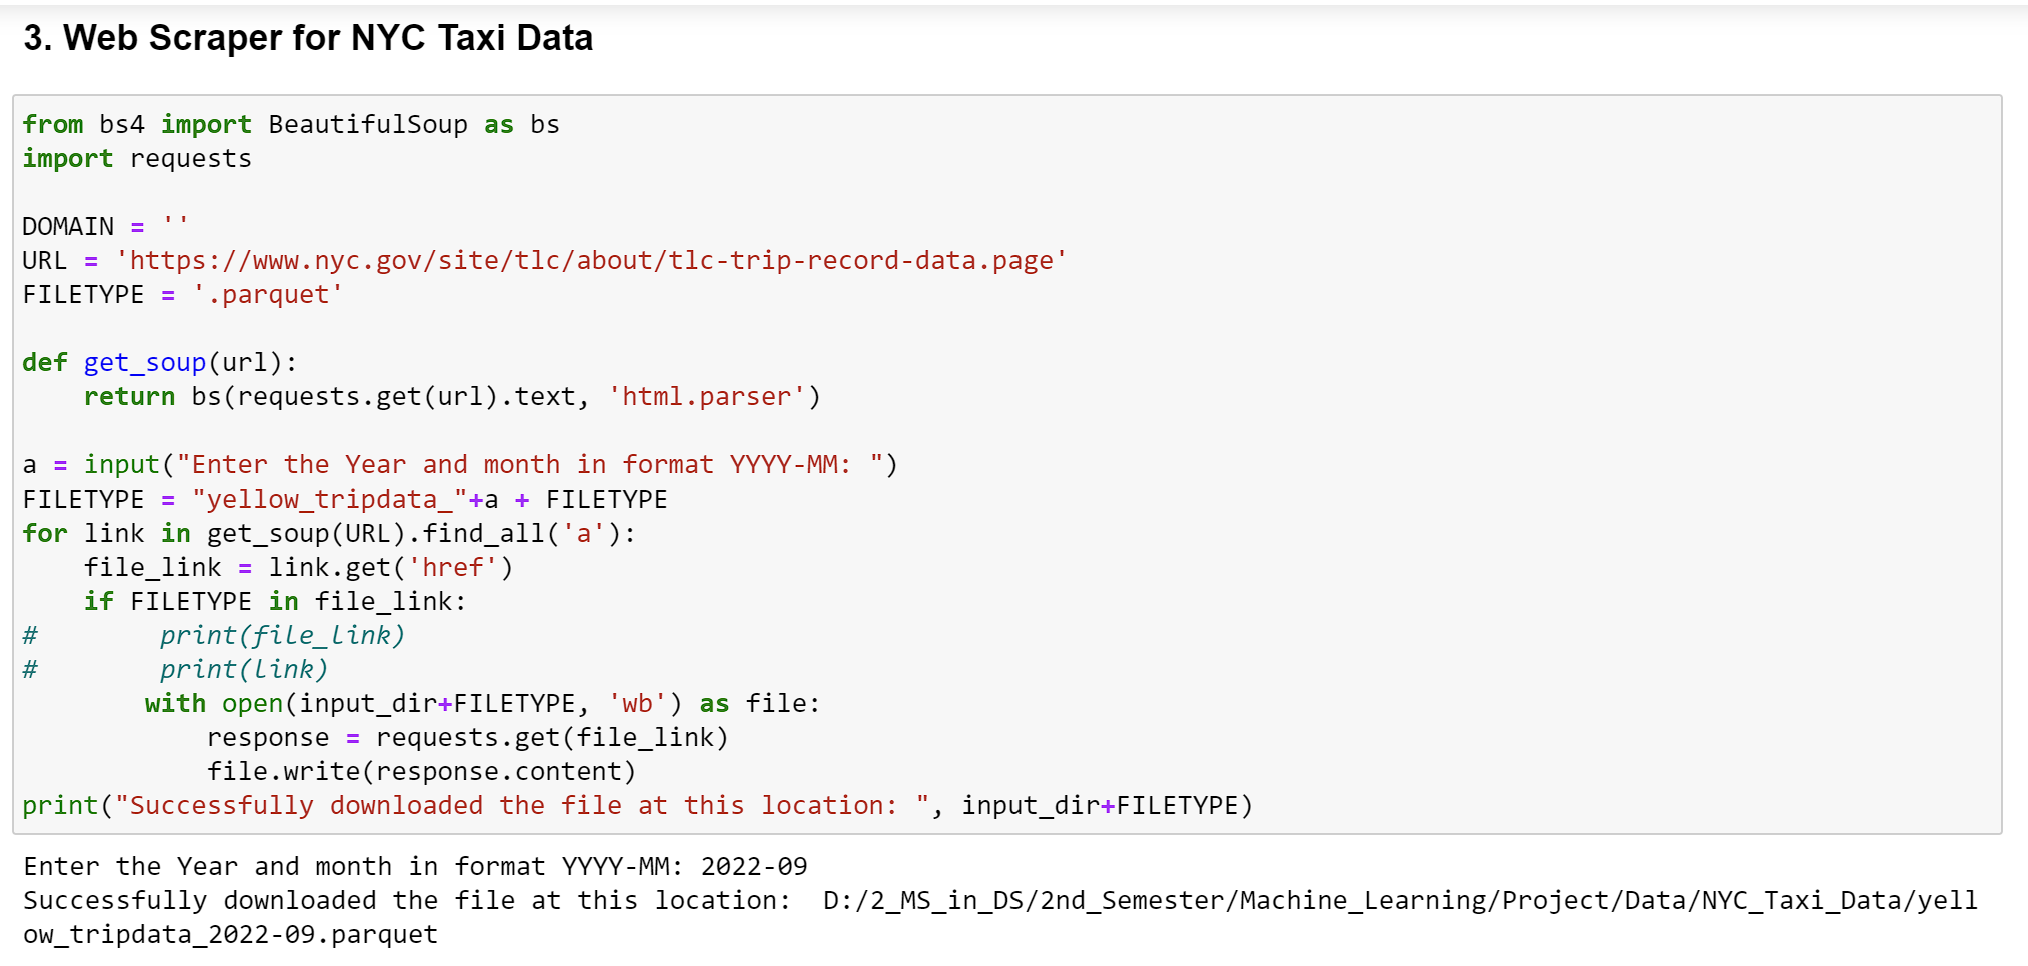 3. Web Scraper for NYC Taxi Data
from bs4 import BeautifulSoup as bs
import requests
DOMAIN = ''
URL = 'https://www.nyc.gov/site/tlc/about/tlc-trip-record-data.page'
FILETYPE = '.parquet'
def get_soup(url):
    return bs(requests.get(url).text, 'html.parser')
a = input("Enter the Year and month in format YYYY-MM: ")
FILETYPE = "yellow_tripdata_"+a + FILETYPE
for link in get_soup(URL).find_all('a'):
    file_link = link.get('href')
    if FILETYPE in file_link:
#        print(file_link)
#        print(link)
        with open(input_dir+FILETYPE, 'wb') as file:
            response = requests.get(file_link)
            file.write(response.content)
print("Successfully downloaded the file at this location: ", input_dir+FILETYPE)
Enter the Year and month in format YYYY-MM: 2022-09
Successfully downloaded the file at this location:  D:/2_MS_in_DS/2nd_Semester/Machine_Learning/Project/Data/NYC_Taxi_Data/yell
ow_tripdata_2022-09.parquet